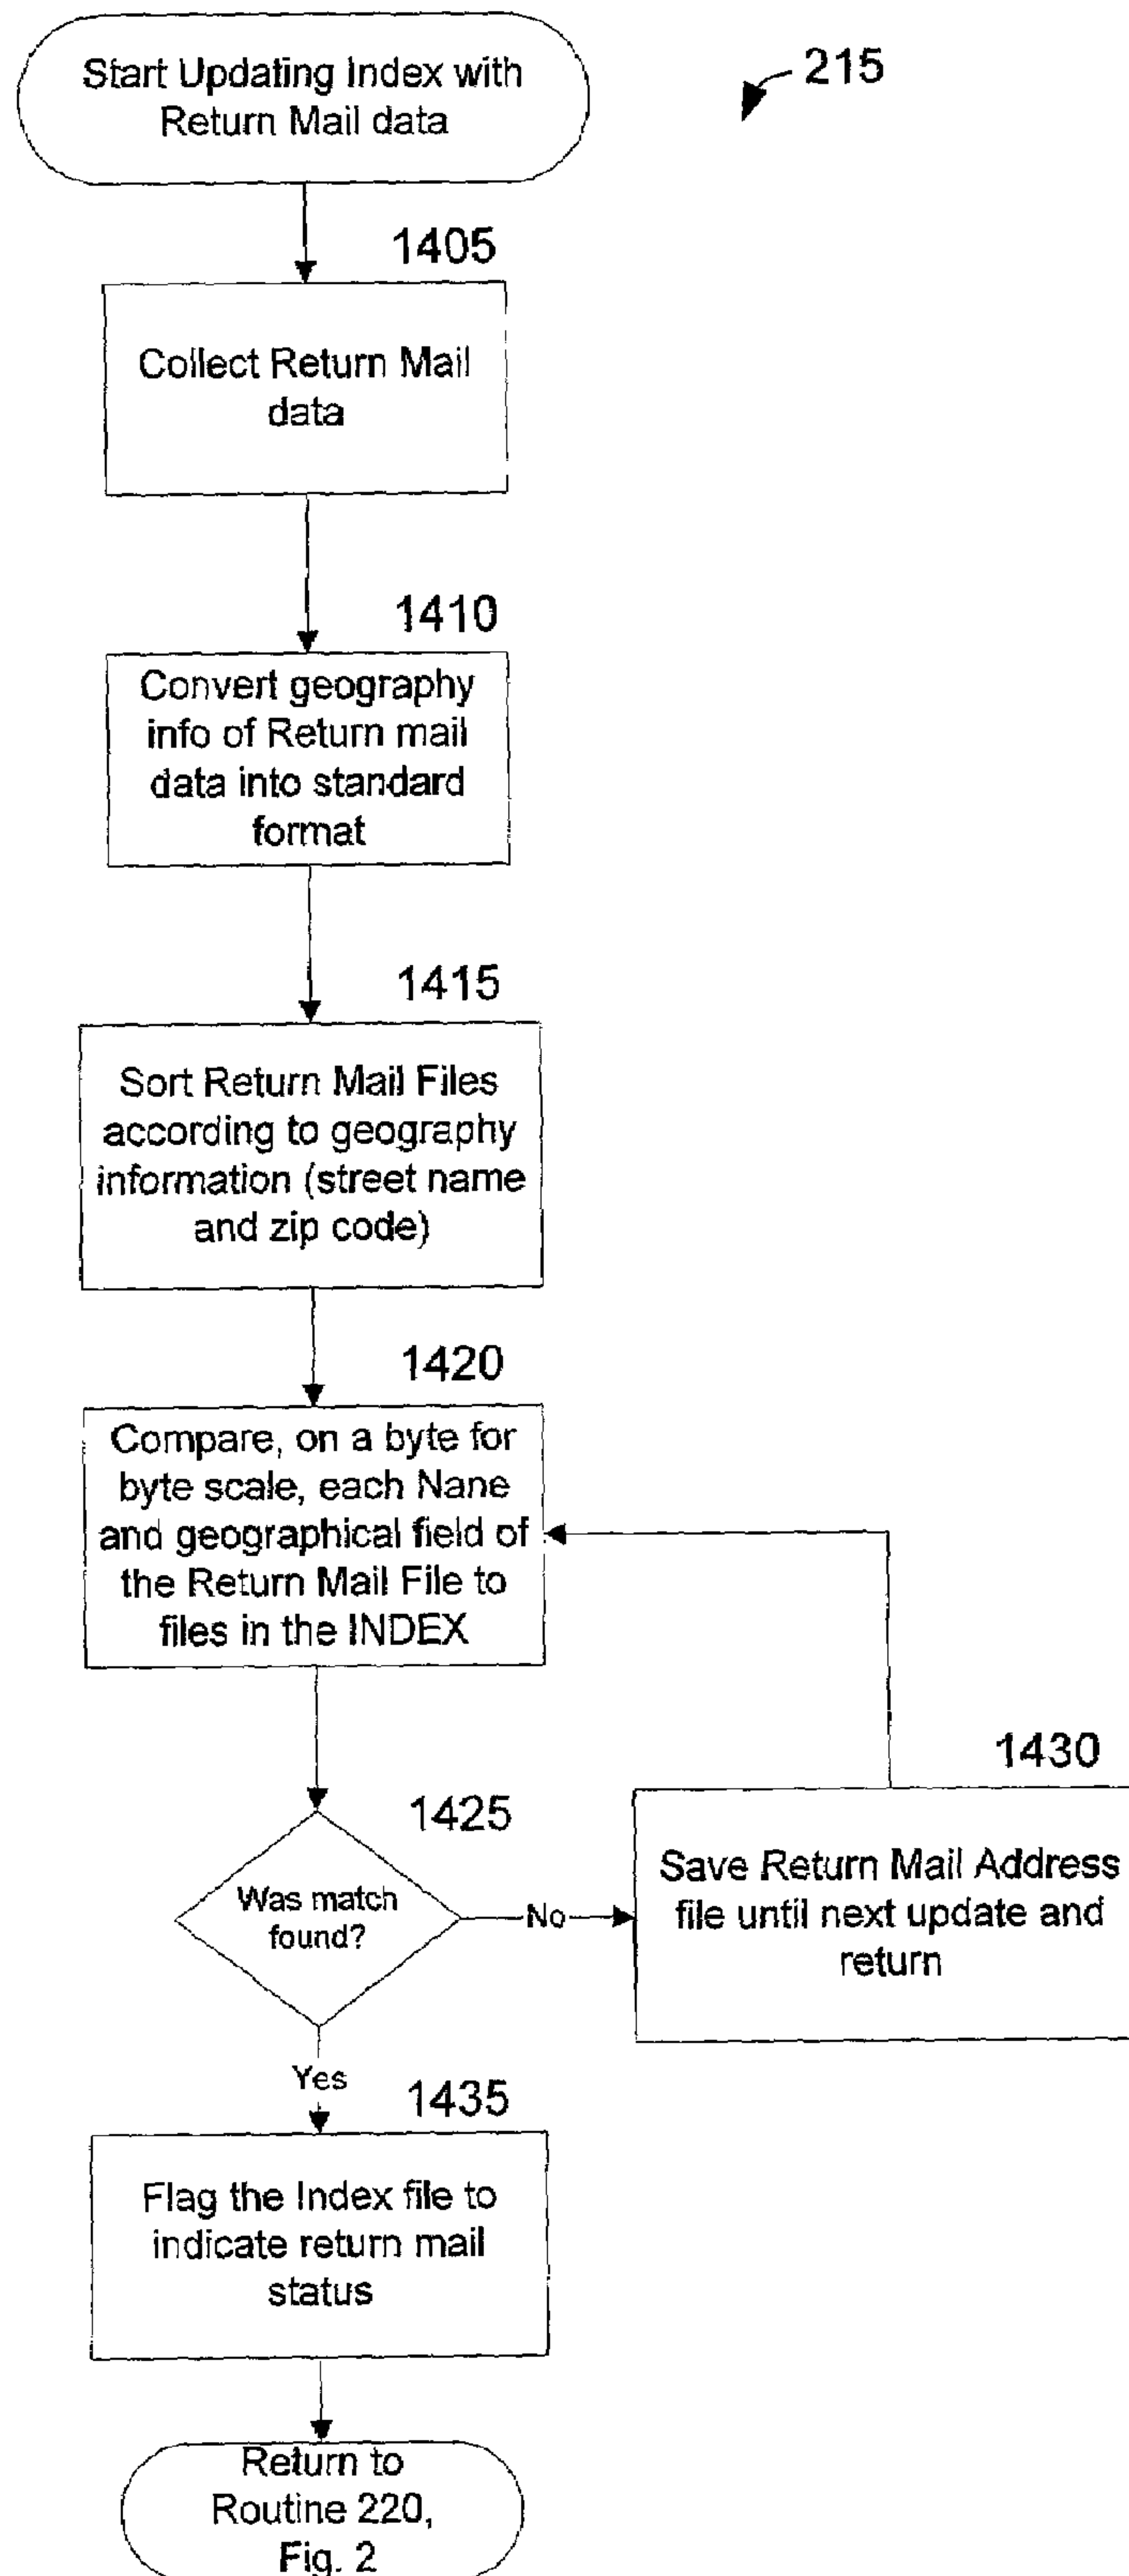 Start Updating Index with
Return Mail data
215
1405
Collect Return Mail
data
1410
Convert geography
info of Return mail
data into standard
format
1415
Sort Return Mail Files
according to geography
information (street name
and zip code)
1420
Compare, on a byte for
byte scale, each Nane
and geographical field of
the Return Mail File to
files in the INDEX
1425
Was match
found?
No
1430
Save Return Mail Address
file until next update and
return
Yes
1435
Flag the Index file to
indicate return mail
status
Return to
Routine 220,
Fig. 2